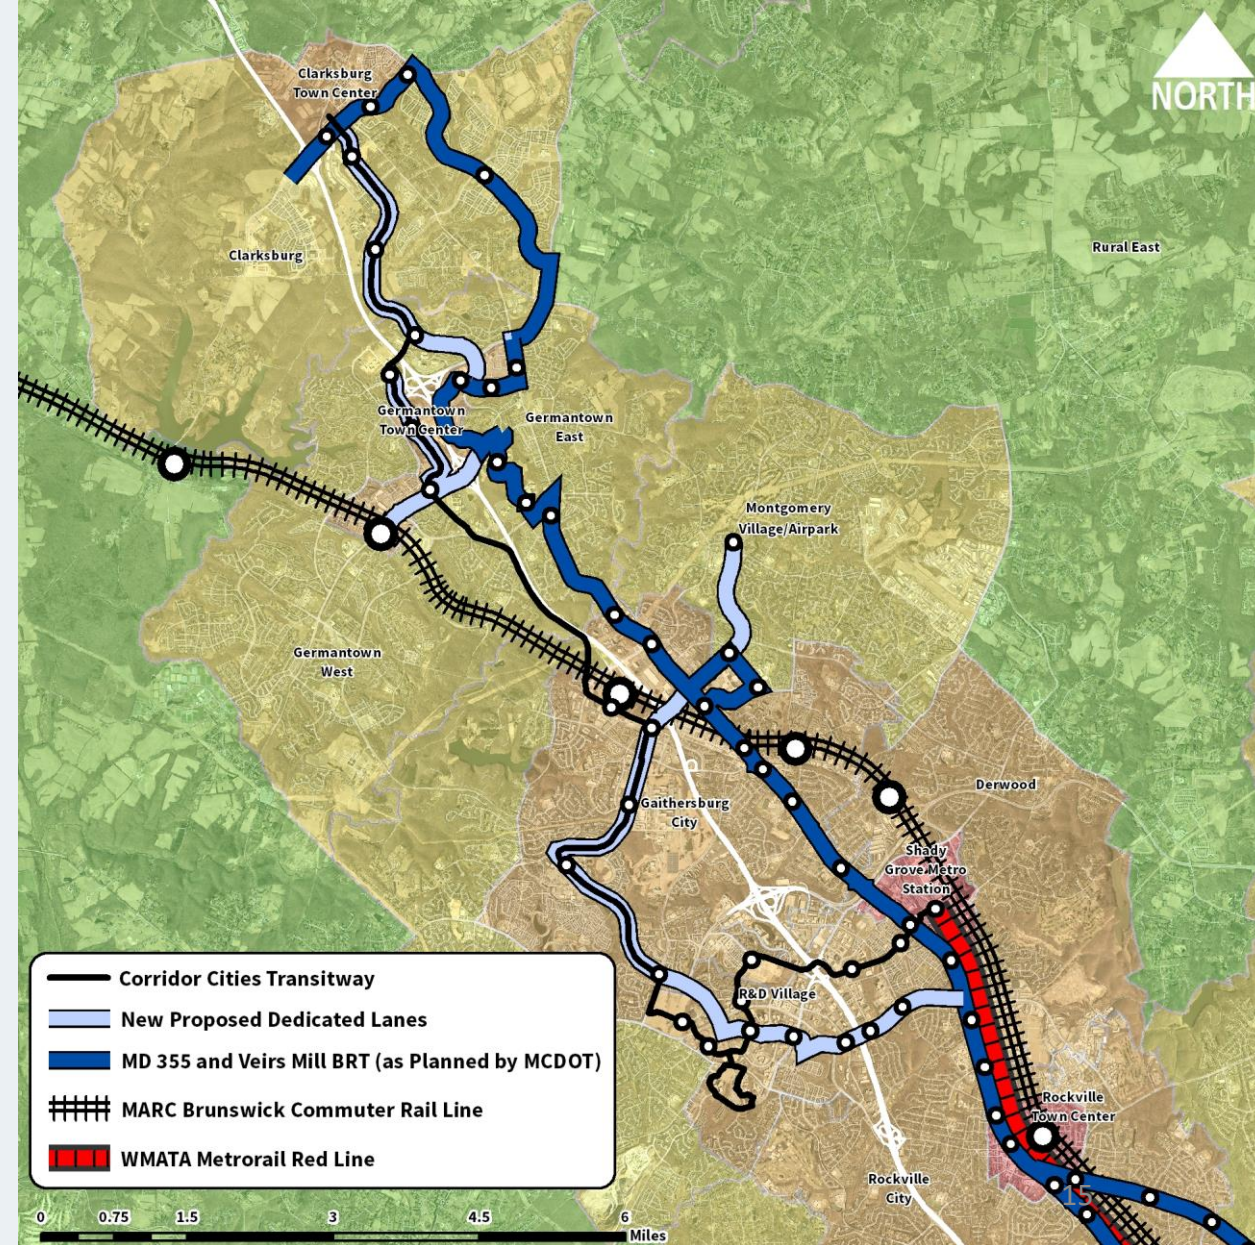 NORTH
Clarksburg
Town Center
Clarksburg
Rural East
Germantown
Town Center
Germantown
East
Montgomery
Village/Airpark
Germantown
West
Gaithersburg
City
Derwood
Shady
Grove Metro
Station
R&D Village
Rockville
Town Center
Rockville
City
15
Corridor Cities Transitway
New Proposed Dedicated Lanes
MD 355 and Veirs Mill BRT (as Planned by MCDOT)
MARC Brunswick Commuter Rail Line
WMATA Metrorail Red Line
0 0.75 1.5 3 4.5 6
Miles